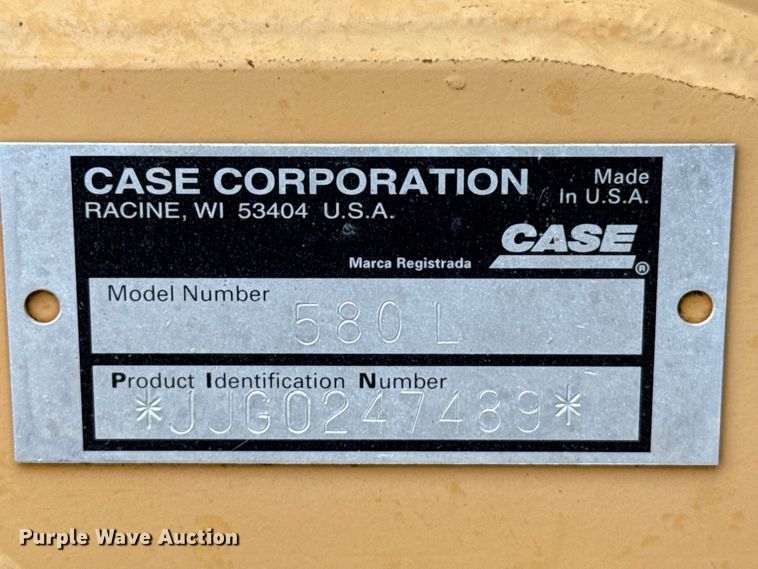 CASE CORPORATION
RACINE, WI 53404 U.S.A.
Made
In U.S.A.
CASE
Marca Registrada
®
Model Number
580 L
Product Identification Number
*JJG0247489*
Purple Wave Auction